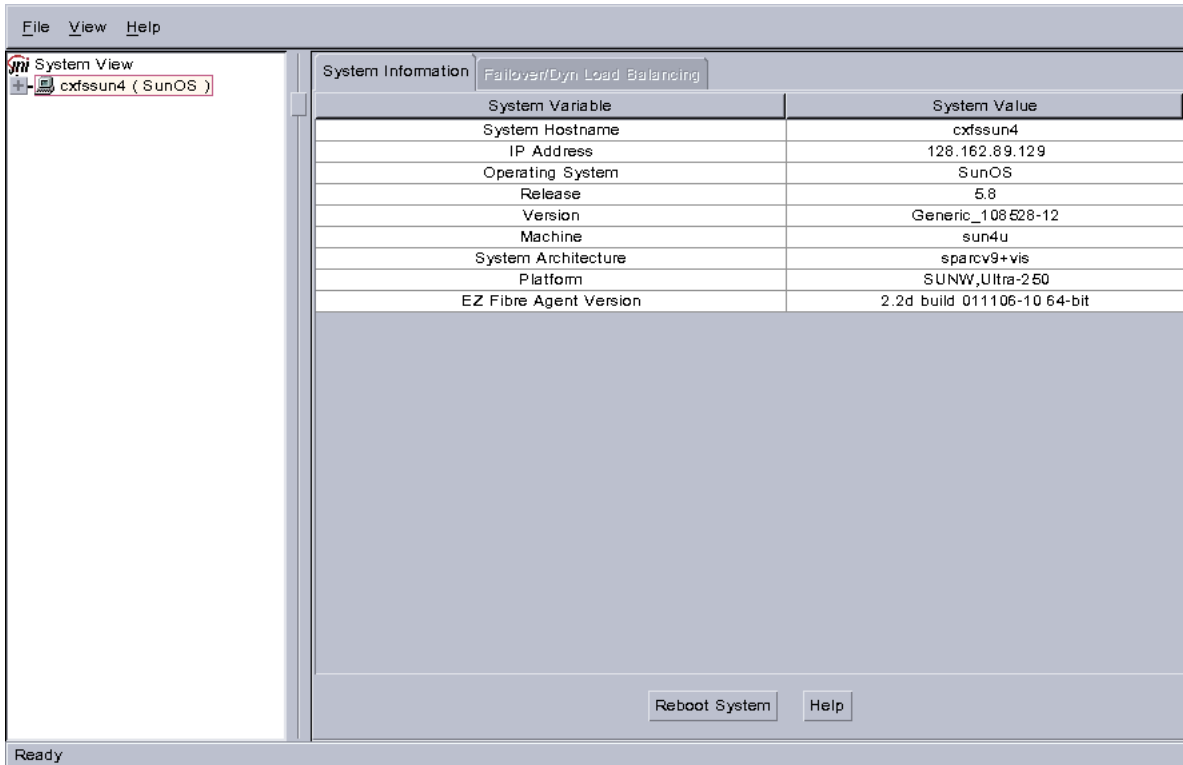 File View Help
jni System View
cxfssun4 ( SunOS )
System Information Failover/Dyn Load Balancing
System Variable System Value
System Hostname cxfssun4
IP Address 128.162.89.129
Operating System SunOS
Release 5.8
Version Generic_108528-12
Machine sun4u
System Architecture sparcv9+vis
Platform SUNW,Ultra-250
EZ Fibre Agent Version 2.2d build 011106-10 64-bit
Reboot System Help
Ready